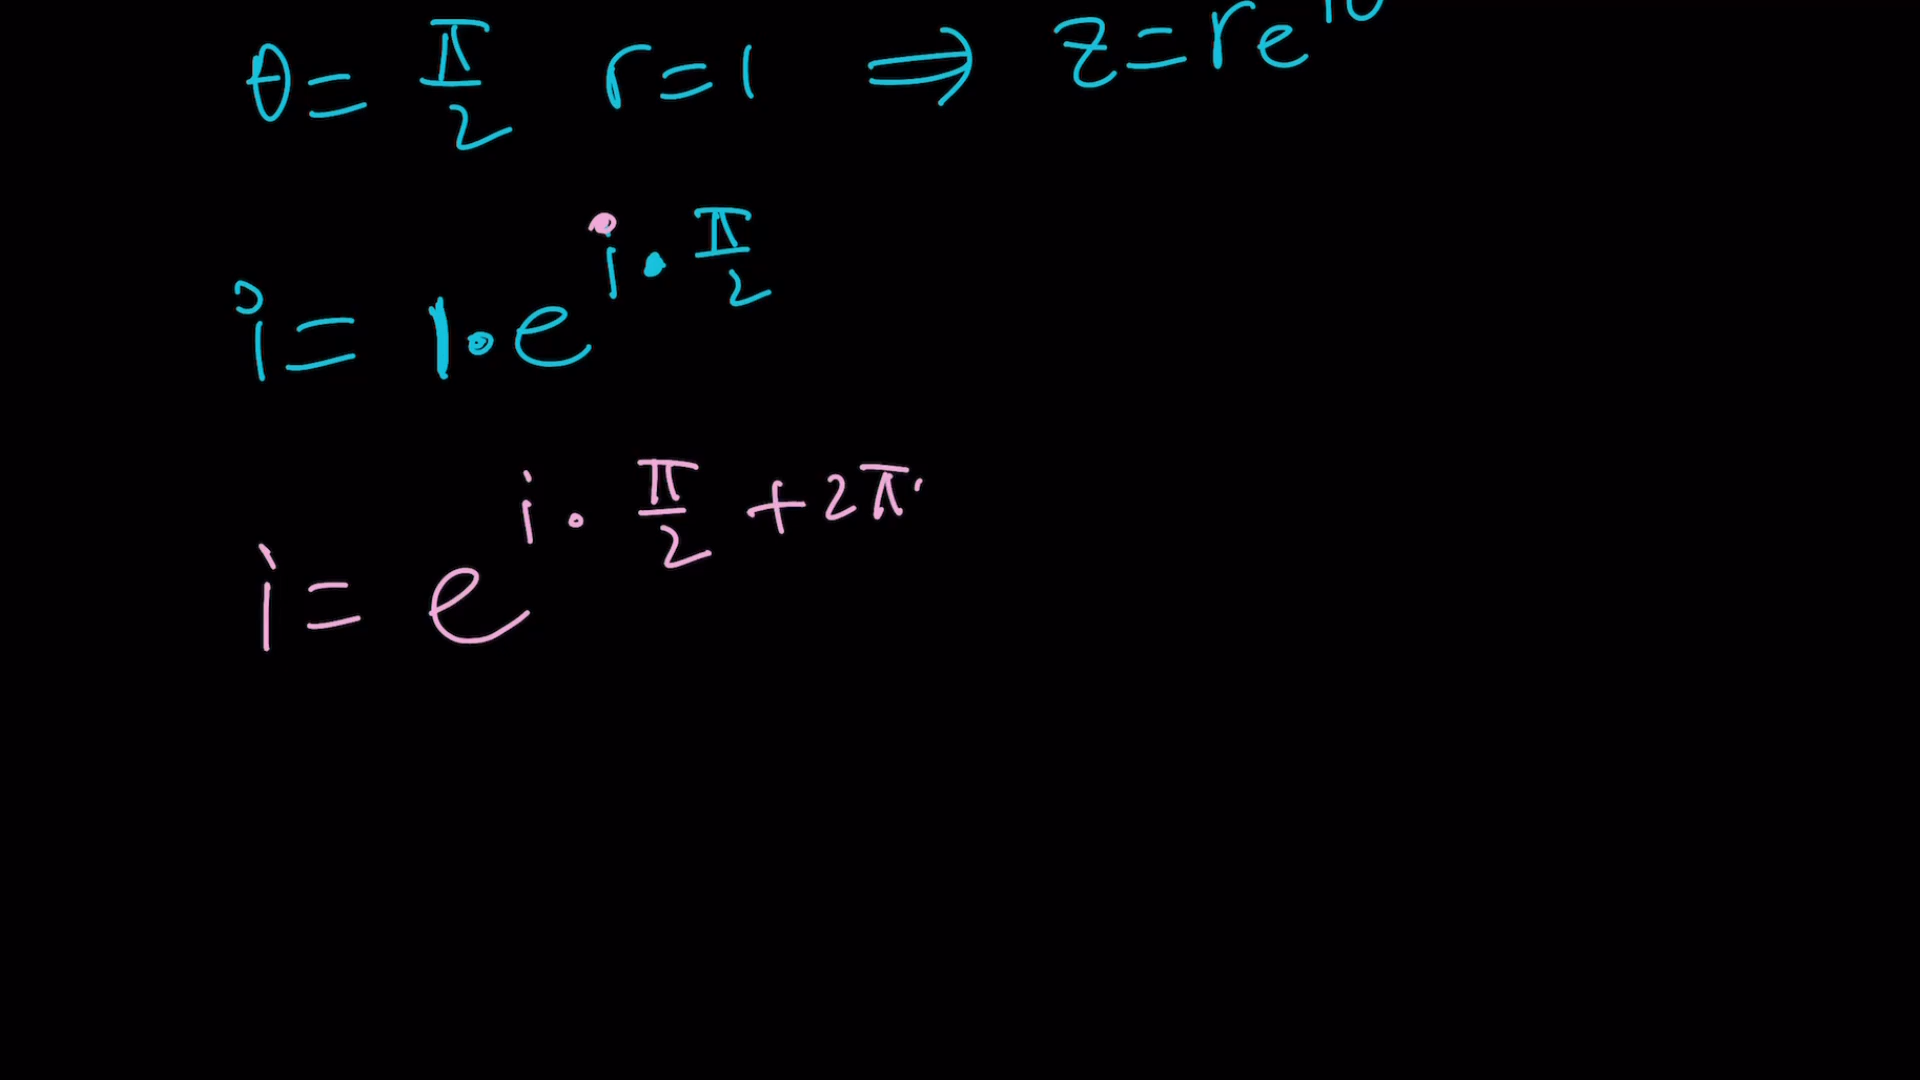 θ = π/2 r = 1 ⇒ z = re^iθ
i = 1 · e^i · π/2
i = e^i · π/2 + 2π